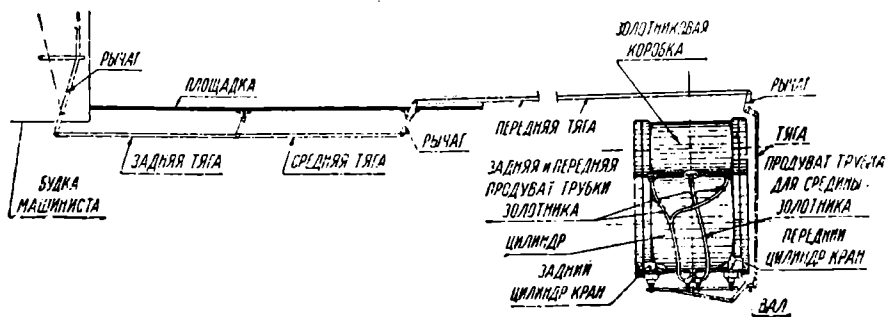 РЫЧАГ
ПЛОЩАДКА
ЗАДНЯЯ ТЯГА
СРЕДНЯЯ ТЯГА
БУДКА
МАШИНИСТА
РЫЧАГ
ПЕРЕДНЯЯ ТЯГА
ЗОЛОТНИКОВАЯ
КОРОБКА
РЫЧАГ
ТЯГА
ЗАДНЯЯ И ПЕРЕДНЯЯ
ПРОДУВАТ ТРУБКИ
ЗОЛОТНИКА
ЦИЛИНДР
ЗАДНИЙ
ЦИЛИНДР КРАН
ПРОДУВАТ ТРУБКА
ДЛЯ СРЕДИНЫ
ЗОЛОТНИКА
ПЕРЕДНИЙ
ЦИЛИНДР КРАН
ВАЛ